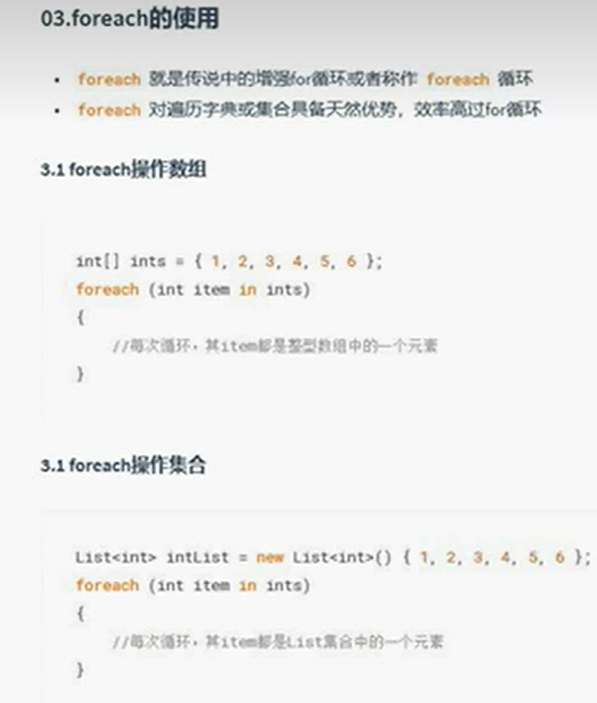 03.foreach的使用
• foreach 就是传说中的增强for循环或者称作 foreach 循环
• foreach 对遍历字典或集合具备天然优势，效率高过for循环
3.1 foreach操作数组
int[] ints = { 1, 2, 3, 4, 5, 6 };
foreach (int item in ints)
{
//每次循环，其item都是整型数组中的一个元素
}
3.1 foreach操作集合
List<int> intList = new List<int>() { 1, 2, 3, 4, 5, 6 };
foreach (int item in ints)
{
//每次循环，其item都是List集合中的一个元素
}